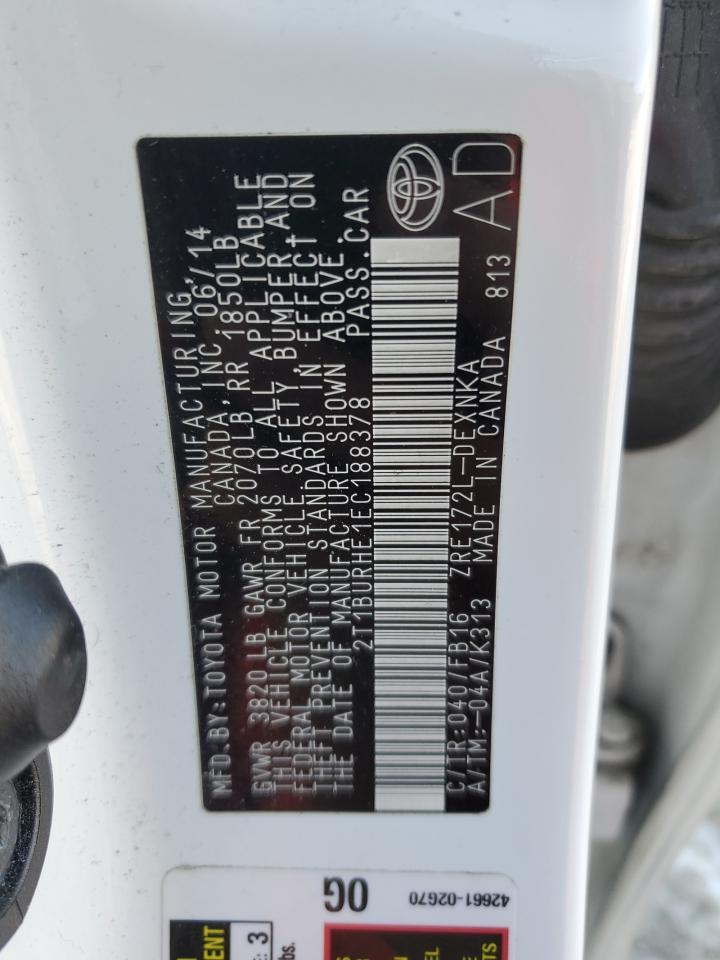 MFD.BY:TOYOTA MOTOR MANUFACTURING,
CANADA, INC. 06/14
GVWR 3820LB GAWR FR 2070LB RR 1850LB
THIS VEHICLE CONFORMS TO ALL APPLICABLE
FEDERAL MOTOR VEHICLE SAFETY, BUMPER, AND
THEFT PREVENTION STANDARDS IN EFFECT ON
THE DATE OF MANUFACTURE SHOWN ABOVE.
2T1BURHE1EC188378 PASS.CAR
C/TR:040/FB16 ZRE172L-DEXNKA 813
A/TM:-04A/K313 MADE IN CANADA
AD
42661-02G70
OG